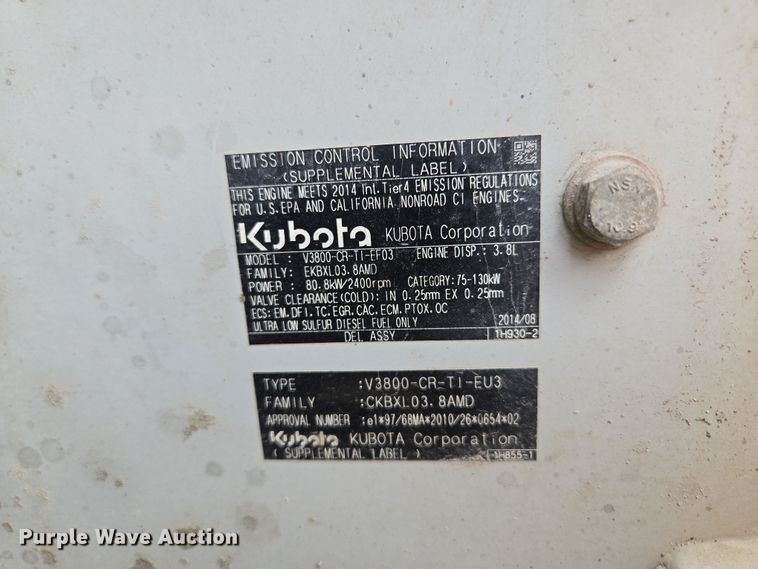 EMISSION CONTROL INFORMATION
(SUPPLEMENTAL LABEL)
THIS ENGINE MEETS 2014 Int.Tier4 EMISSION REGULATIONS
FOR U.S.EPA AND CALIFORNIA NONROAD CI ENGINES.
Kubota KUBOTA Corporation
MODEL : V3800-CR-TI-EF03 ENGINE DISP.: 3.8L
FAMILY: EKBXL03.8AMD
POWER : 80.8kW/2400rpm CATEGORY:75-130kW
VALVE CLEARANCE(COLD): IN 0.25mm EX 0.25mm
ECS: EM,DFI,TC,EGR,CAC,ECM,PTOX,OC
ULTRA LOW SULFUR DIESEL FUEL ONLY 2014/08
DEL ASSY 1H930-2
TYPE :V3800-CR-TI-EU3
FAMILY :CKBXL03.8AMD
APPROVAL NUMBER :e1*97/68MA*2010/26*0654*02
Kubota KUBOTA Corporation
( SUPPLEMENTAL LABEL ) 1H855-1
NSN
10.9
Purple Wave Auction